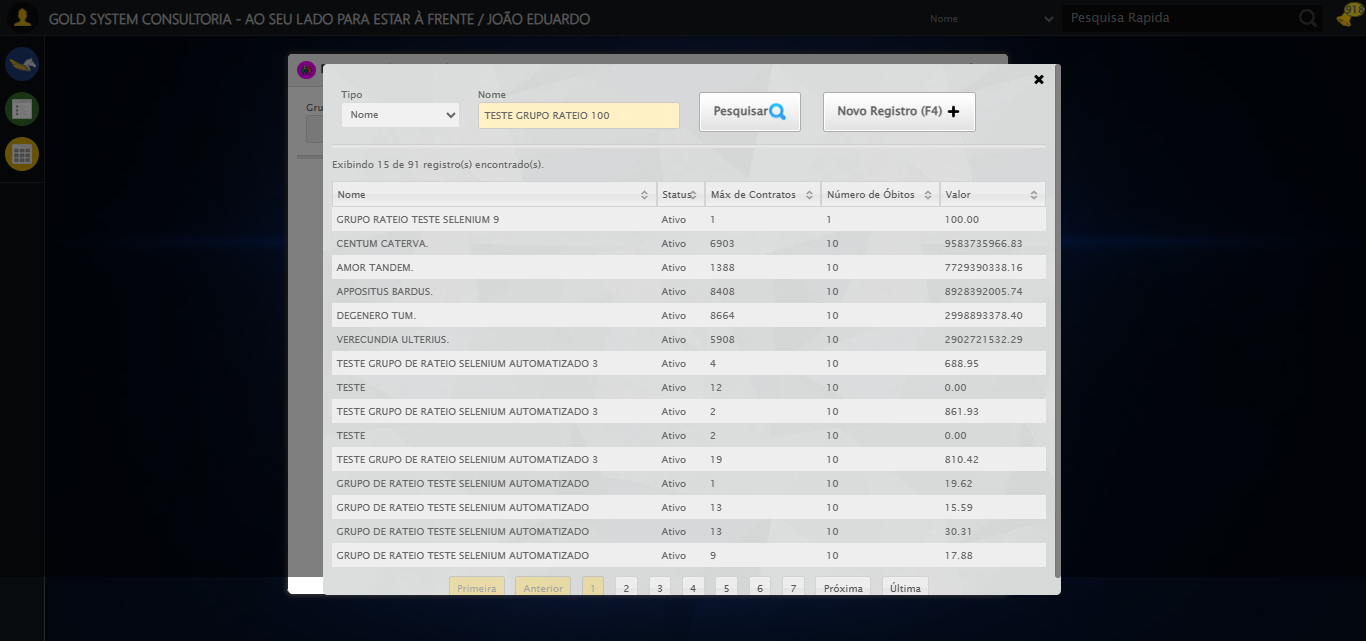 GOLD SYSTEM CONSULTORIA - AO SEU LADO PARA ESTAR À FRENTE / JOÃO EDUARDO
Nome
Pesquisa Rapida
918
Gru
Tipo
Nome
Nome
TESTE GRUPO RATEIO 100
Pesquisar
Novo Registro (F4)
Exibindo 15 de 91 registro(s) encontrado(s).
Nome Status Máx de Contratos Número de Óbitos Valor
GRUPO RATEIO TESTE SELENIUM 9 Ativo 1 1 100.00
CENTUM CATERVA. Ativo 6903 10 9583735966.83
AMOR TANDEM. Ativo 1388 10 7729390338.16
APPOSITUS BARDUS. Ativo 8408 10 8928392005.74
DEGENERO TUM. Ativo 8664 10 2998893378.40
VERECUNDIA ULTERIUS. Ativo 5908 10 2902721532.29
TESTE GRUPO DE RATEIO SELENIUM AUTOMATIZADO 3 Ativo 4 10 688.95
TESTE Ativo 12 10 0.00
TESTE GRUPO DE RATEIO SELENIUM AUTOMATIZADO 3 Ativo 2 10 861.93
TESTE Ativo 2 10 0.00
TESTE GRUPO DE RATEIO SELENIUM AUTOMATIZADO 3 Ativo 19 10 810.42
GRUPO DE RATEIO TESTE SELENIUM AUTOMATIZADO Ativo 1 10 19.62
GRUPO DE RATEIO TESTE SELENIUM AUTOMATIZADO Ativo 13 10 15.59
GRUPO DE RATEIO TESTE SELENIUM AUTOMATIZADO Ativo 13 10 30.31
GRUPO DE RATEIO TESTE SELENIUM AUTOMATIZADO Ativo 9 10 17.88
Primeira Anterior 1 2 3 4 5 6 7 Próxima Última